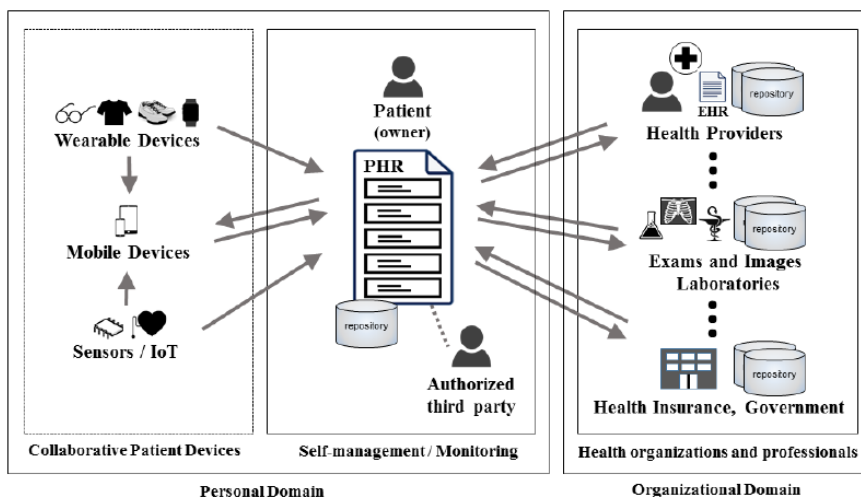 Wearable Devices
Mobile Devices
Sensors / IoT
Collaborative Patient Devices
Patient
(owner)
PHR
repository
Authorized
third party
Self-management / Monitoring
Personal Domain
EHR
repository
Health Providers
repository
Exams and Images
Laboratories
repository
Health Insurance, Government
Health organizations and professionals
Organizational Domain